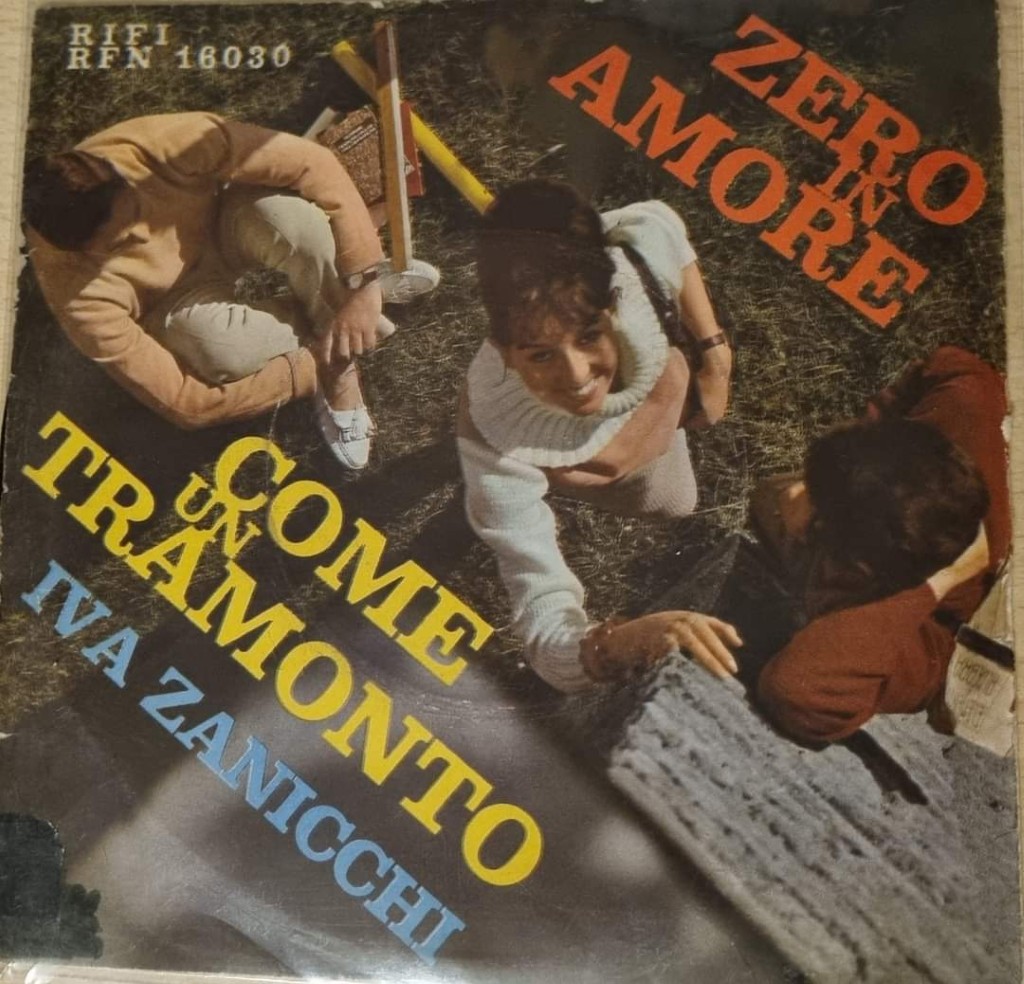 RIFI
RFN 16030
ZERO
IN
AMORE
COME
UN
TRAMONTO
IVA ZANICCHI